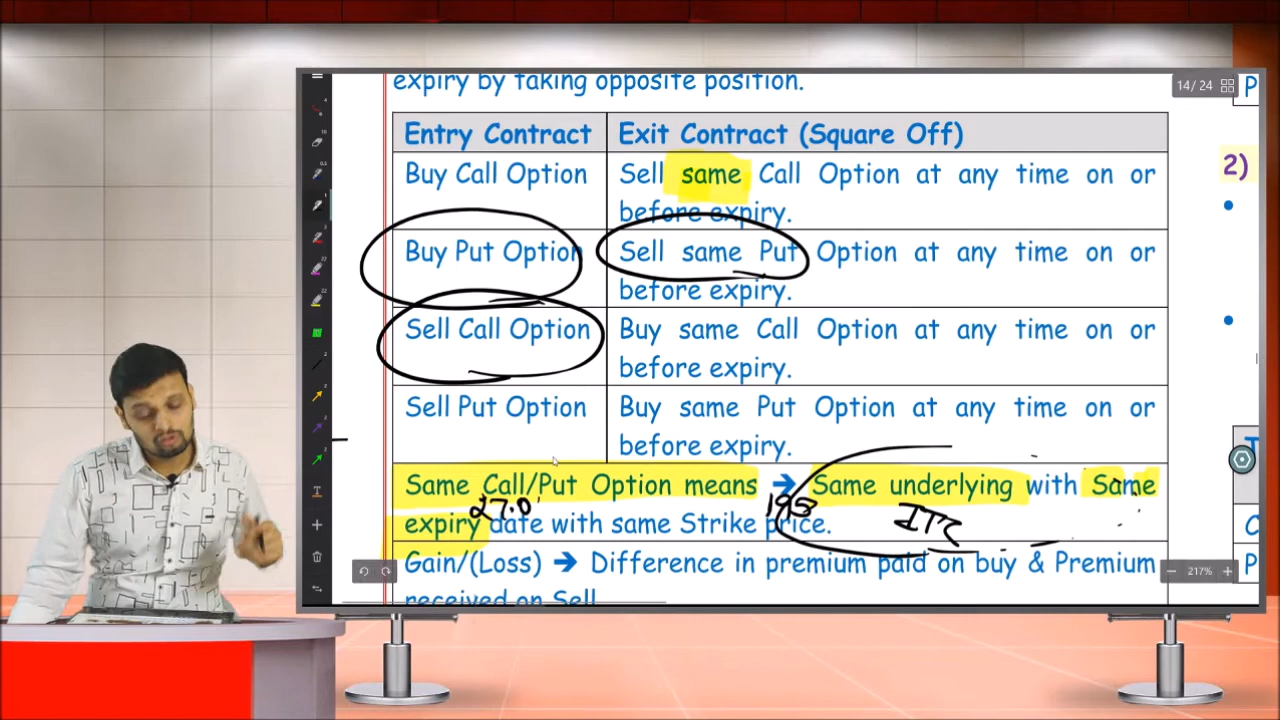 expiry by taking opposite position.
14/24
P
Entry Contract Exit Contract (Square Off)
Buy Call Option Sell same Call Option at any time on or
before expiry.
2)
Buy Put Option Sell same Put Option at any time on or
before expiry.
Sell Call Option Buy same Call Option at any time on or
before expiry.
Sell Put Option Buy same Put Option at any time on or
before expiry.
Same Call/Put Option means → Same underlying with Same
expiry date with same Strike price.
ITC
Gain/(Loss) → Difference in premium paid on buy & Premium
received on Sell
217%
P